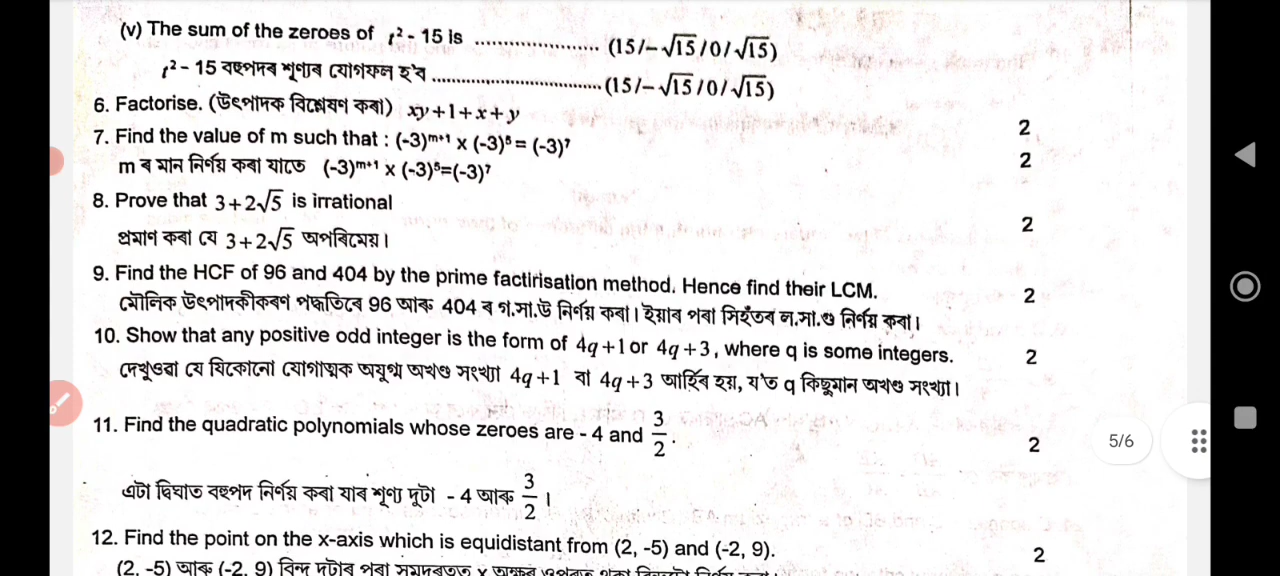 (v) The sum of the zeroes of t² - 15 is .................... (15/-√15/0/√15)
t² - 15 বহুপদৰ শূণ্যৰ যোগফল হ'ব ..............................(15/-√15/0/√15)
6. Factorise. (উৎপাদক বিশ্লেষণ কৰা) xy+1+x+y 2
7. Find the value of m such that : (-3)ᵐ⁺¹ x (-3)⁵ = (-3)⁷ 2
m ৰ মান নিৰ্ণয় কৰা যাতে (-3)ᵐ⁺¹ x (-3)⁵=(-3)⁷
8. Prove that 3+2√5 is irrational 2
প্ৰমাণ কৰা যে 3+2√5 অপৰিমেয়।
9. Find the HCF of 96 and 404 by the prime factirisation method. Hence find their LCM. 2
মৌলিক উৎপাদকীকৰণ পদ্ধতিৰে 96 আৰু 404 ৰ গ.সা.উ নিৰ্ণয় কৰা। ইয়াৰ পৰা সিহঁতৰ ল.সা.গু নিৰ্ণয় কৰা।
10. Show that any positive odd integer is the form of 4q+1 or 4q+3, where q is some integers. 2
দেখুওৱা যে যিকোনো যোগাত্মক অযুগ্ম অখণ্ড সংখ্যা 4q+1 বা 4q+3 আৰ্হিৰ হয়, য'ত q কিছুমান অখণ্ড সংখ্যা।
11. Find the quadratic polynomials whose zeroes are - 4 and 3/2. 2
এটা দ্বিঘাত বহুপদ নিৰ্ণয় কৰা যাৰ শূণ্য দুটা - 4 আৰু 3/2।
5/6
12. Find the point on the x-axis which is equidistant from (2, -5) and (-2, 9). 2
(2, -5) আৰু (-2, 9) বিন্দু দুটাৰ পৰা সমদূৰত্বত x অক্ষৰ ওপৰত